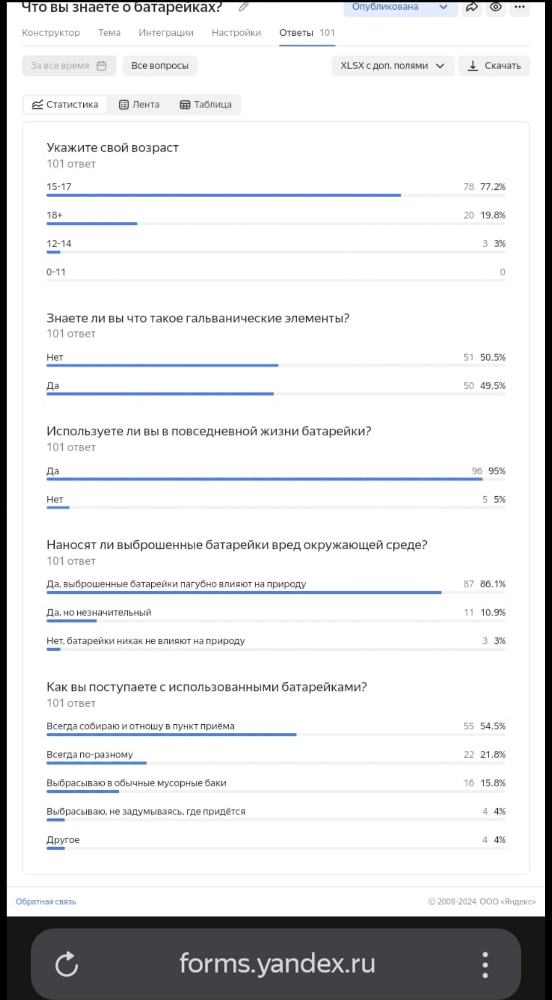 Что вы знаете о батарейках?
Опубликована
Конструктор Тема Интеграции Настройки Ответы 101
За все время Все вопросы XLSX с доп. полями Скачать
Статистика Лента Таблица
Укажите свой возраст
101 ответ
15-17 78 77.2%
18+ 20 19.8%
12-14 3 3%
0-11 0
Знаете ли вы что такое гальванические элементы?
101 ответ
Нет 51 50.5%
Да 50 49.5%
Используете ли вы в повседневной жизни батарейки?
101 ответ
Да 96 95%
Нет 5 5%
Наносят ли выброшенные батарейки вред окружающей среде?
101 ответ
Да, выброшенные батарейки пагубно влияют на природу 87 86.1%
Да, но незначительный 11 10.9%
Нет, батарейки никак не влияют на природу 3 3%
Как вы поступаете с использованными батарейками?
101 ответ
Всегда собираю и отношу в пункт приёма 55 54.5%
Всегда по-разному 22 21.8%
Выбрасываю в обычные мусорные баки 16 15.8%
Выбрасываю, не задумываясь, где придётся 4 4%
Другое 4 4%
Обратная связь © 2008-2024 ООО «Яндекс»
forms.yandex.ru